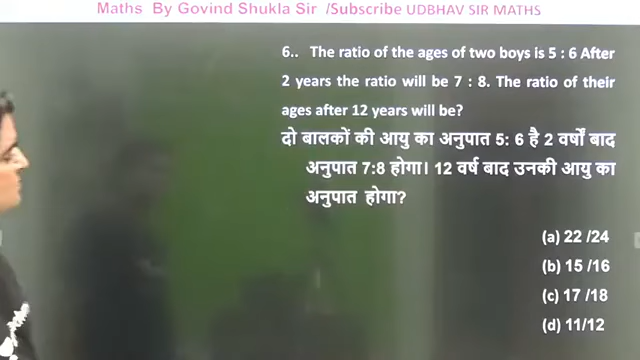 Maths By Govind Shukla Sir /Subscribe UDBHAV SIR MATHS
6.. The ratio of the ages of two boys is 5 : 6 After
2 years the ratio will be 7 : 8. The ratio of their
ages after 12 years will be?
दो बालकों की आयु का अनुपात 5: 6 है 2 वर्षों बाद
अनुपात 7:8 होगा। 12 वर्ष बाद उनकी आयु का
अनुपात होगा?
(a) 22 /24
(b) 15 /16
(c) 17 /18
(d) 11/12